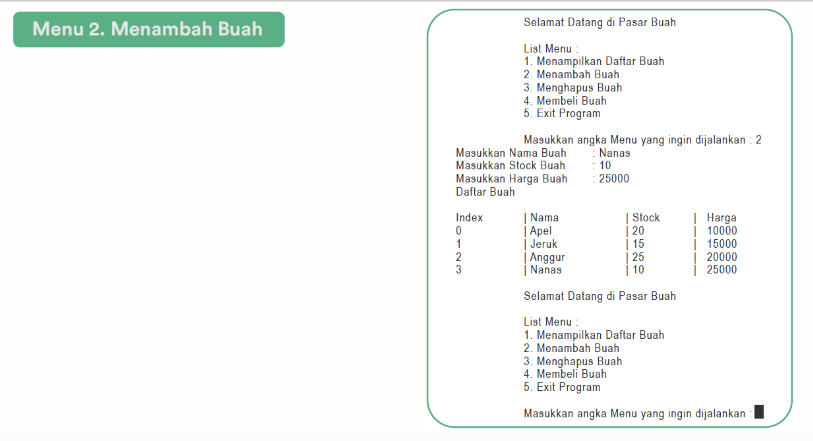 Menu 2. Menambah Buah
Selamat Datang di Pasar Buah
List Menu :
1. Menampilkan Daftar Buah
2. Menambah Buah
3. Menghapus Buah
4. Membeli Buah
5. Exit Program
Masukkan angka Menu yang ingin dijalankan : 2
Masukkan Nama Buah : Nanas
Masukkan Stock Buah : 10
Masukkan Harga Buah : 25000
Daftar Buah
Index | Nama | Stock | Harga
0 | Apel | 20 | 10000
1 | Jeruk | 15 | 15000
2 | Anggur | 25 | 20000
3 | Nanas | 10 | 25000
Selamat Datang di Pasar Buah
List Menu :
1. Menampilkan Daftar Buah
2. Menambah Buah
3. Menghapus Buah
4. Membeli Buah
5. Exit Program
Masukkan angka Menu yang ingin dijalankan :